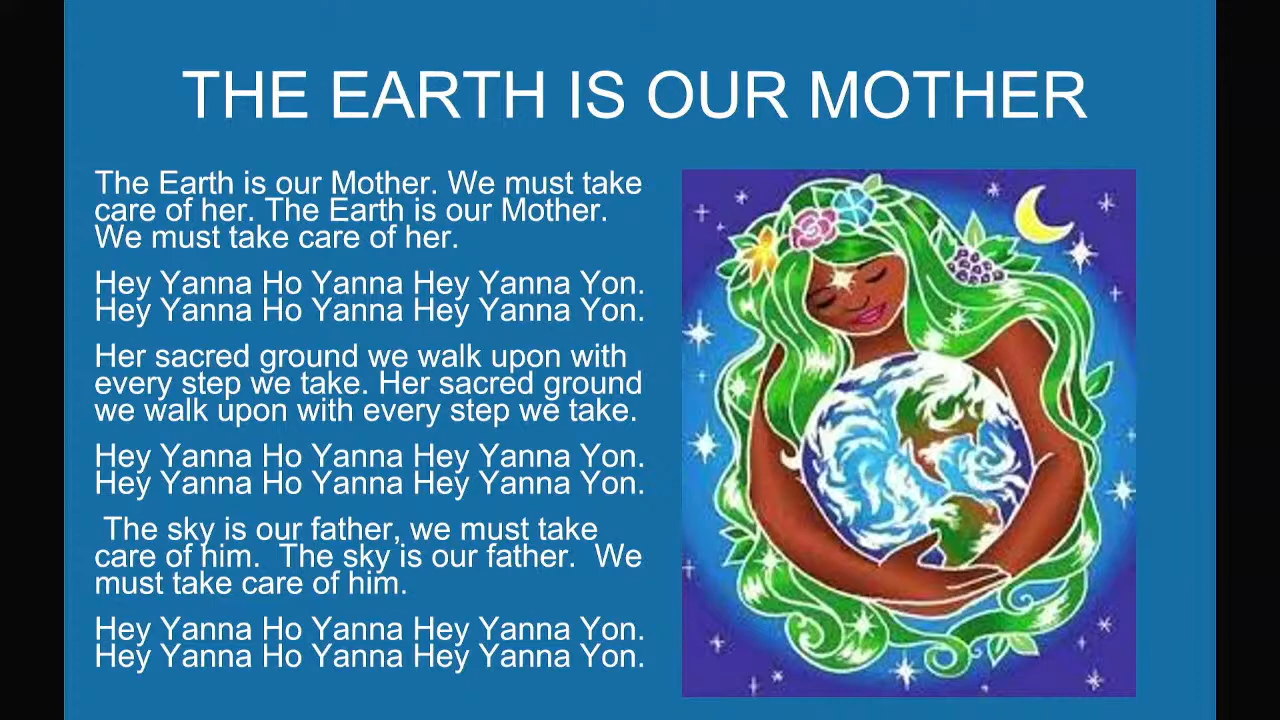 THE EARTH IS OUR MOTHER
The Earth is our Mother. We must take
care of her. The Earth is our Mother.
We must take care of her.
Hey Yanna Ho Yanna Hey Yanna Yon.
Hey Yanna Ho Yanna Hey Yanna Yon.
Her sacred ground we walk upon with
every step we take. Her sacred ground
we walk upon with every step we take.
Hey Yanna Ho Yanna Hey Yanna Yon.
Hey Yanna Ho Yanna Hey Yanna Yon.
The sky is our father, we must take
care of him.  The sky is our father.  We
must take care of him.
Hey Yanna Ho Yanna Hey Yanna Yon.
Hey Yanna Ho Yanna Hey Yanna Yon.